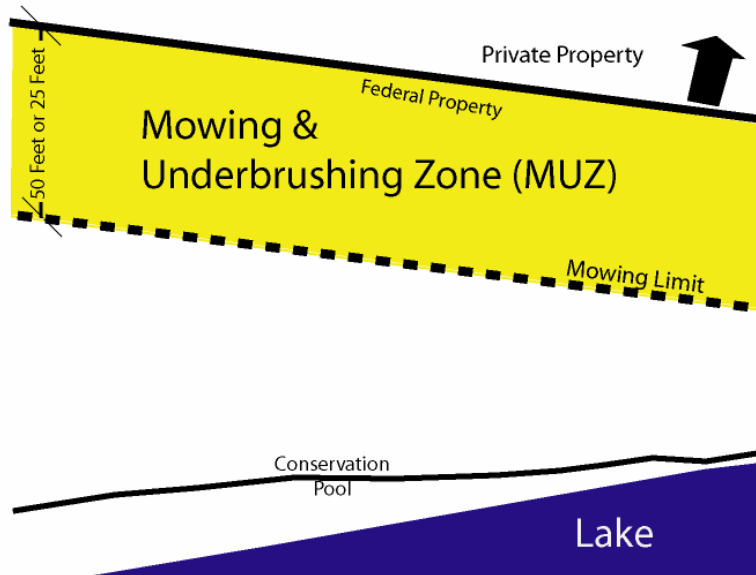 Private Property
Federal Property
50 Feet or 25 Feet
Mowing &
Underbrushing Zone (MUZ)
Mowing Limit
Conservation
Pool
Lake